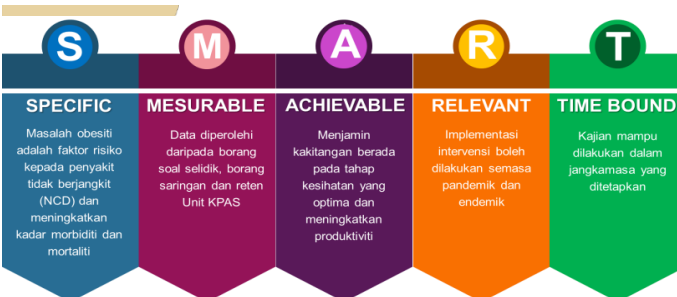 S
M
A
R
T
SPECIFIC
Masalah obesiti
adalah faktor risiko
kepada penyakit
tidak berjangkit
(NCD) dan
meningkatkan
kadar morbiditi dan
mortaliti
MESURABLE
Data diperolehi
daripada borang
soal selidik, borang
saringan dan reten
Unit KPAS
ACHIEVABLE
Menjamin
kakitangan berada
pada tahap
kesihatan yang
optima dan
meningkatkan
produktiviti
RELEVANT
Implementasi
intervensi boleh
dilakukan semasa
pandemik dan
endemik
TIME BOUND
Kajian mampu
dilakukan dalam
jangkamasa yang
ditetapkan